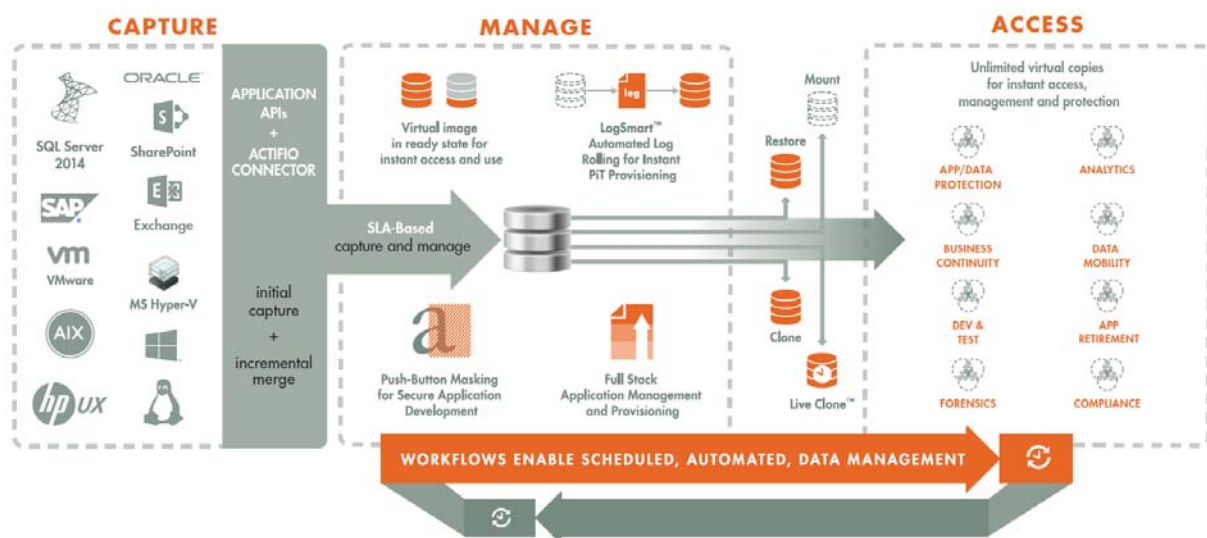 CAPTURE
ORACLE
SQL Server
2014
SharePoint
SAP
Exchange
vm
VMware
MS Hyper-V
AIX
hp UX
APPLICATION
APIs
+
ACTIFIO
CONNECTOR
initial
capture
+
incremental
merge
MANAGE
Virtual image
in ready state for
instant access and use
log
LogSmart™
Automated Log
Rolling for Instant
PiT Provisioning
SLA-Based
capture and manage
a
Push-Button Masking
for Secure Application
Development
Full Stack
Application Management
and Provisioning
Mount
Restore
Clone
Live Clone™
ACCESS
Unlimited virtual copies
for instant access,
management and protection
APP/DATA
PROTECTION
ANALYTICS
BUSINESS
CONTINUITY
DATA
MOBILITY
DEV &
TEST
APP
RETIREMENT
FORENSICS
COMPLIANCE
WORKFLOWS ENABLE SCHEDULED, AUTOMATED, DATA MANAGEMENT